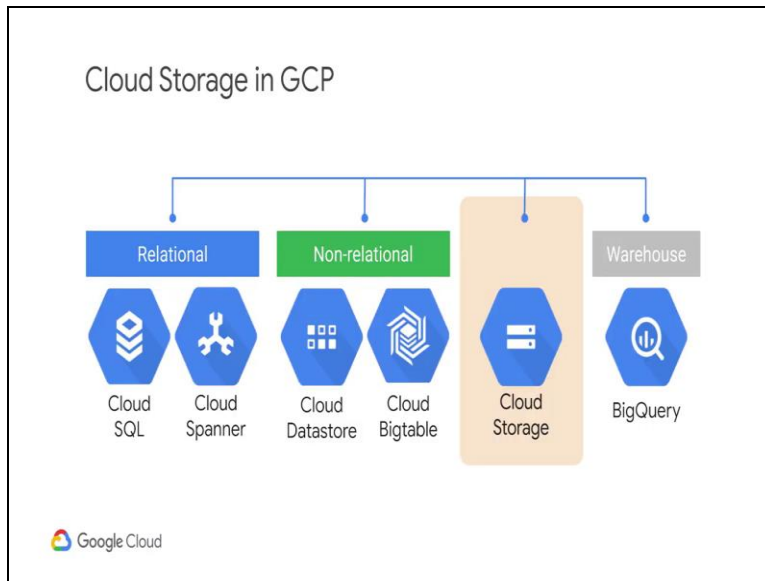 Cloud Storage in GCP
Relational
Non-relational
Warehouse
Cloud
SQL
Cloud
Spanner
Cloud
Datastore
Cloud
Bigtable
Cloud
Storage
BigQuery
Google Cloud